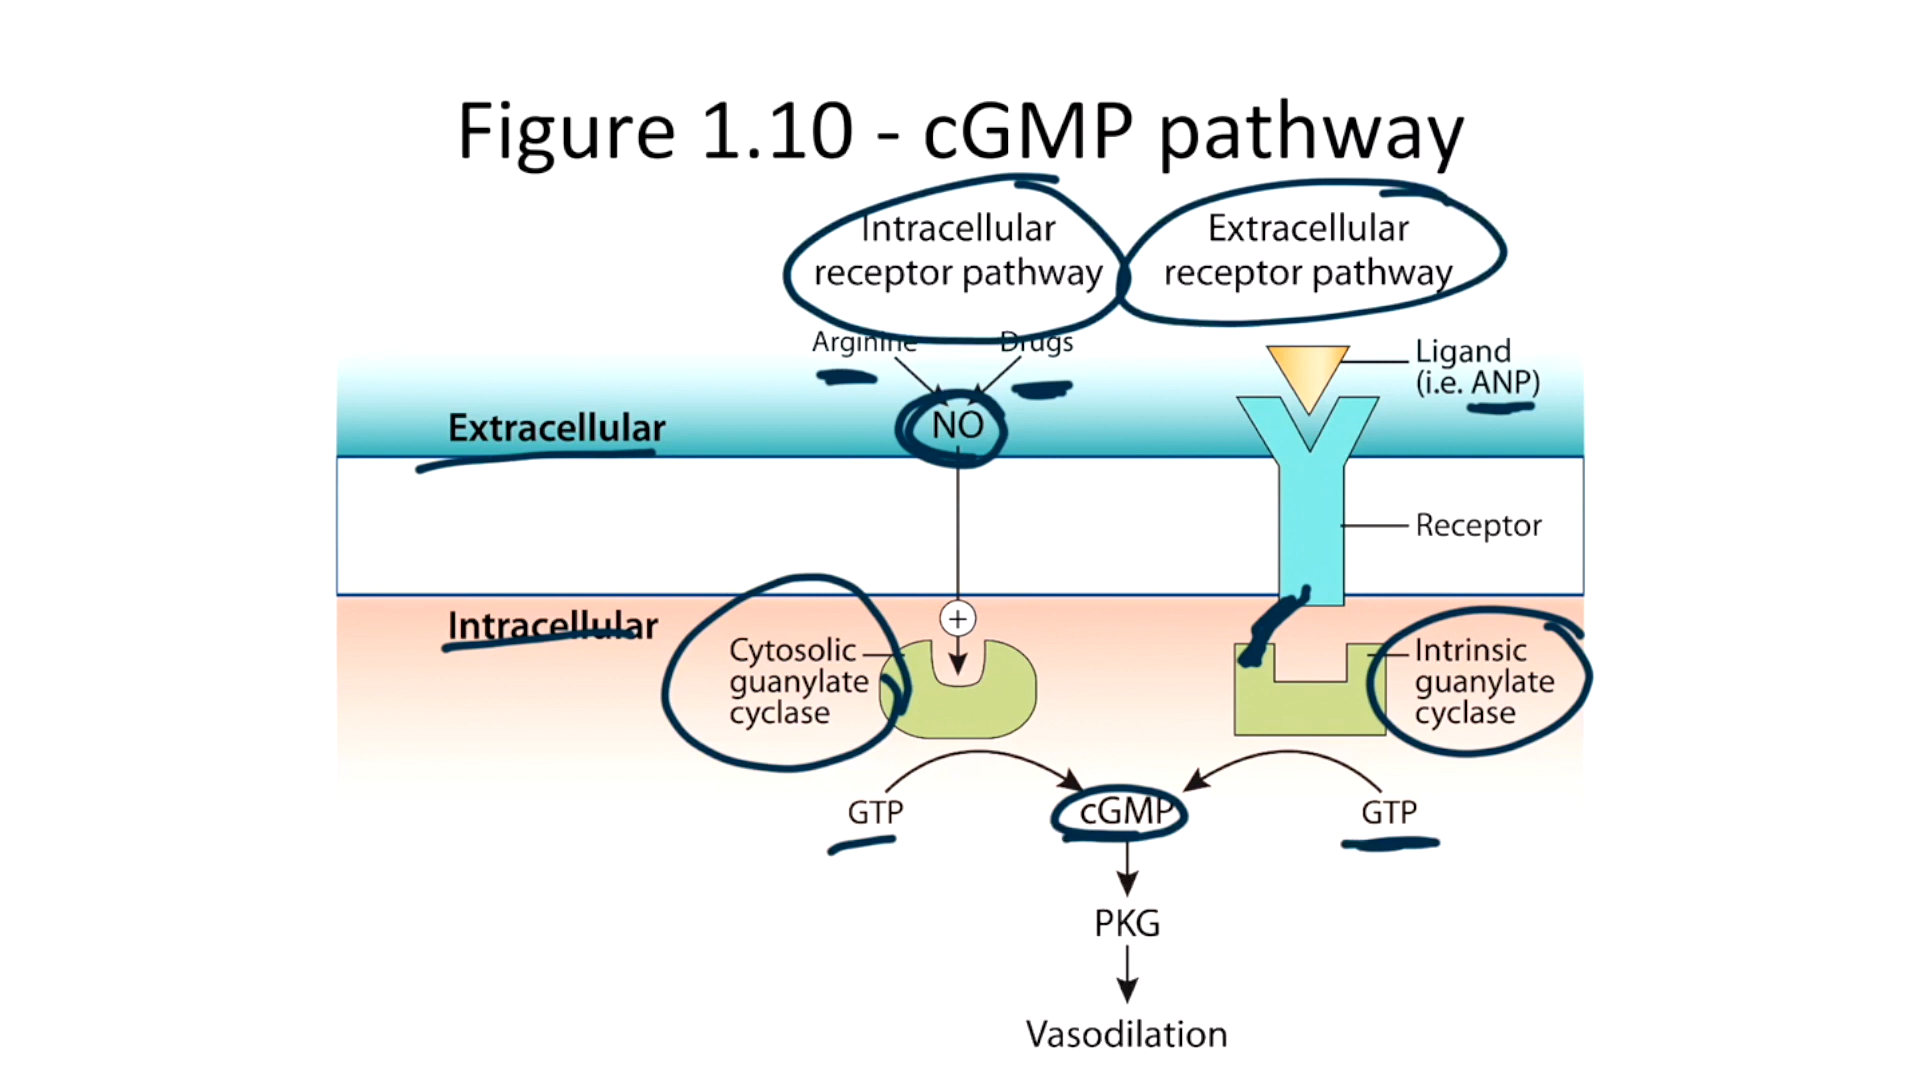 Figure 1.10 - cGMP pathway
Intracellular
receptor pathway
Extracellular
receptor pathway
Arginine
Drugs
NO
Ligand
(i.e. ANP)
Extracellular
Receptor
Intracellular
+
Cytosolic
guanylate
cyclase
Intrinsic
guanylate
cyclase
GTP
cGMP
GTP
PKG
Vasodilation